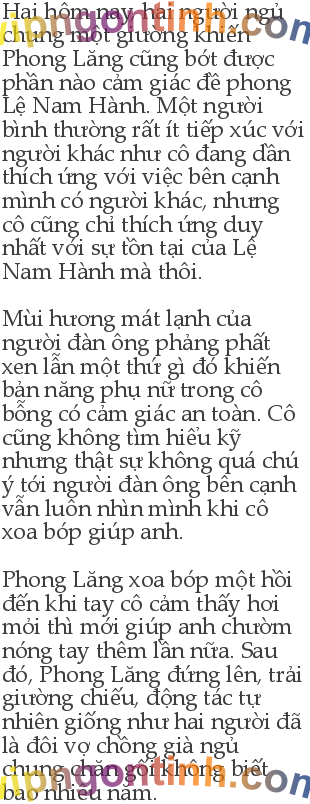 Hai hôm nay, hai người ngủ
chung một giường khiến
Phong Lăng cũng bớt được
phần nào cảm giác đề phong
Lệ Nam Hành. Một người
bình thường rất ít tiếp xúc với
người khác như cô đang dần
thích ứng với việc bên cạnh
mình có người khác, nhưng
cô cũng chỉ thích ứng duy
nhất với sự tồn tại của Lệ
Nam Hành mà thôi.
Mùi hương mát lạnh của
người đàn ông phảng phất
xen lẫn một thứ gì đó khiến
bản năng phụ nữ trong cô
bỗng có cảm giác an toàn. Cô
cũng không tìm hiểu kỹ
nhưng thật sự không quá chú
ý tới người đàn ông bên cạnh
vẫn luôn nhìn mình khi cô
xoa bóp giúp anh.
Phong Lăng xoa bóp một hồi
đến khi tay cô cảm thấy hơi
mỏi thì mới giúp anh chườm
nóng tay thêm lần nữa. Sau
đó, Phong Lăng đứng lên, trải
giường chiếu, động tác tự
nhiên giống như hai người đã
là đôi vợ chồng già ngủ
chung chăn gối không biết
bao nhiêu năm.
vipngontinh.com
vipngontinh.com